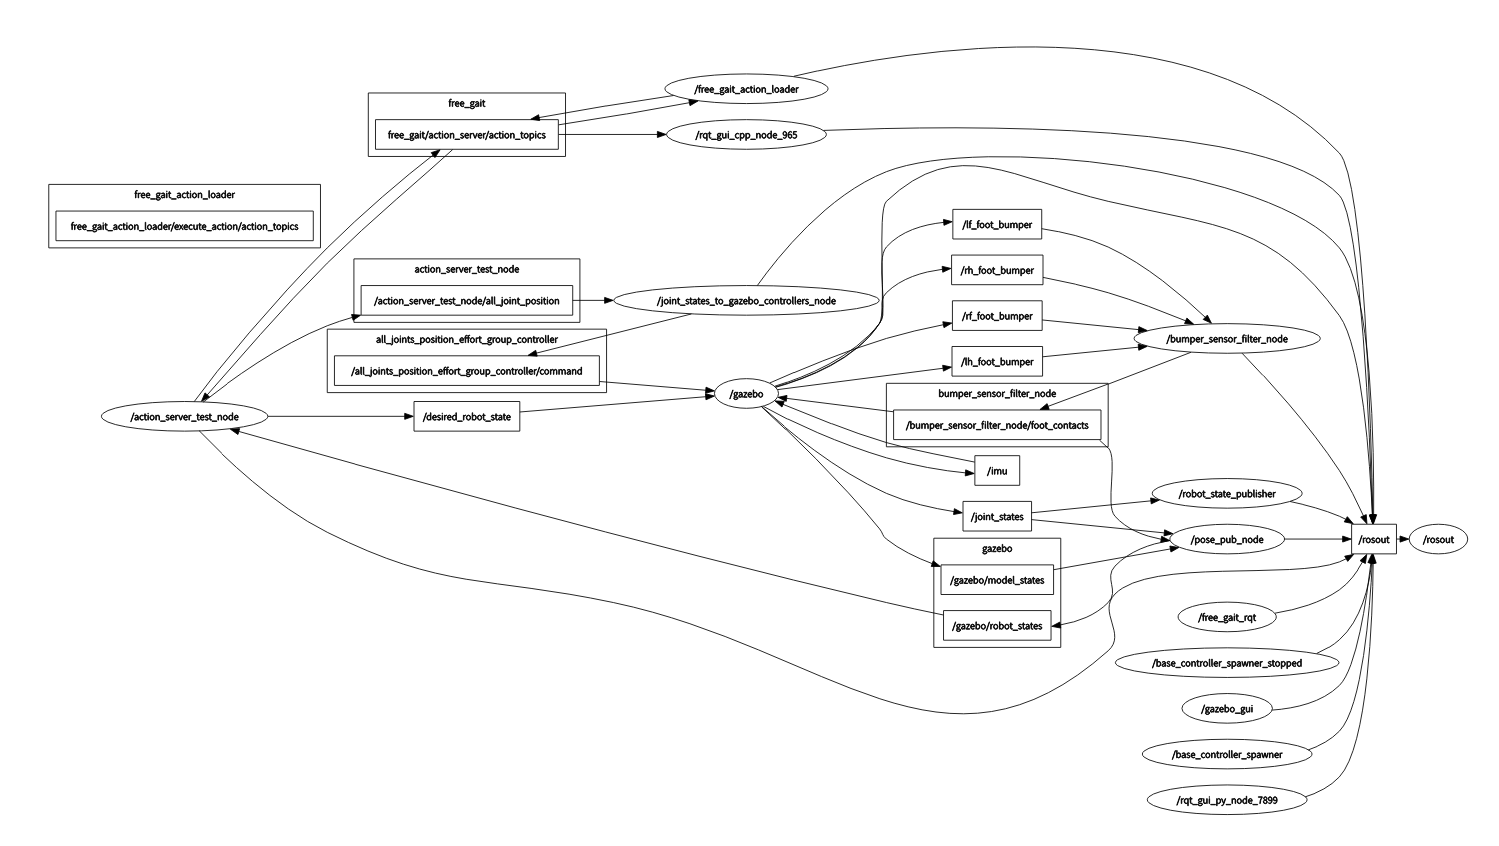 /free_gait_action_loader
free_gait
free_gait/action_server/action_topics
/rqt_gui_cpp_node_965
free_gait_action_loader
free_gait_action_loader/execute_action/action_topics
/lf_foot_bumper
action_server_test_node
/rh_foot_bumper
/action_server_test_node/all_joint_position
/joint_states_to_gazebo_controllers_node
/rf_foot_bumper
all_joints_position_effort_group_controller
/bumper_sensor_filter_node
/lh_foot_bumper
/all_joints_position_effort_group_controller/command
/gazebo
bumper_sensor_filter_node
/action_server_test_node
/desired_robot_state
/bumper_sensor_filter_node/foot_contacts
/imu
/robot_state_publisher
/joint_states
/pose_pub_node
/rosout
/rosout
gazebo
/gazebo/model_states
/free_gait_rqt
/gazebo/robot_states
/base_controller_spawner_stopped
/gazebo_gui
/base_controller_spawner
/rqt_gui_py_node_7899